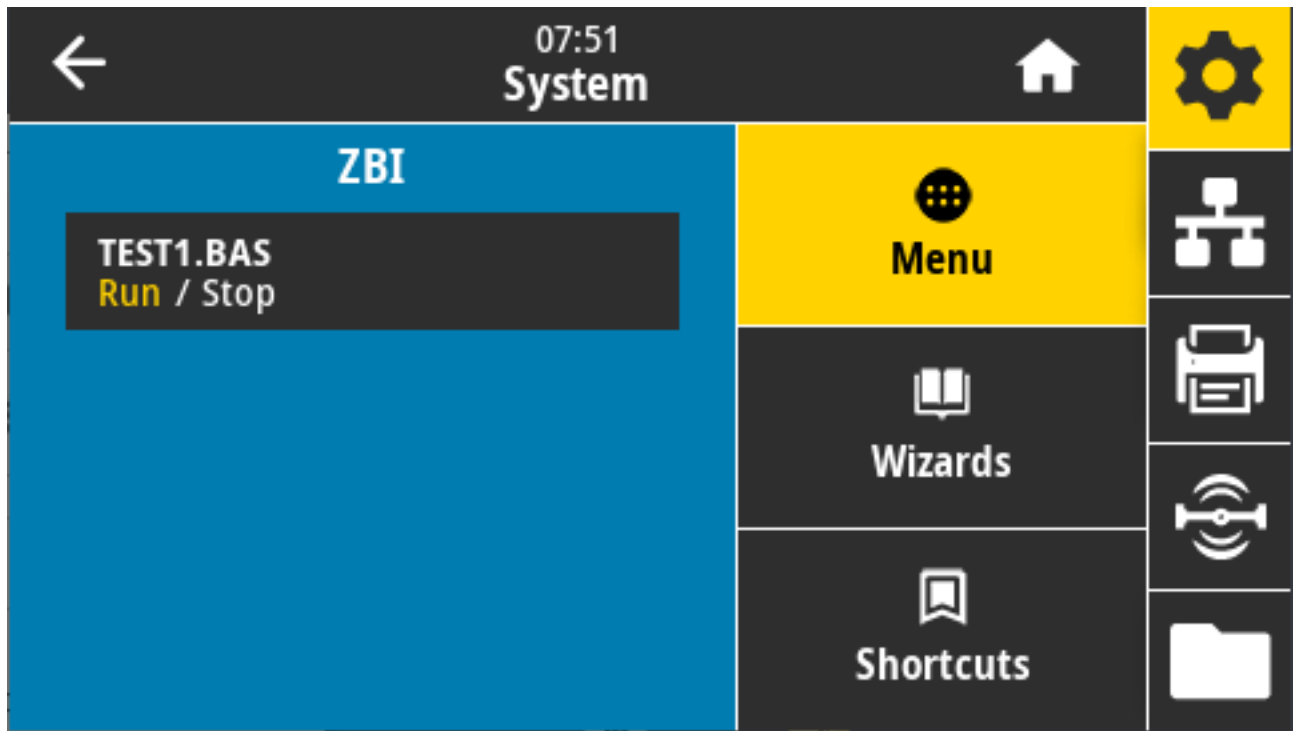 07:51
System
ZBI
TEST1.BAS
Run / Stop
Menu
Wizards
Shortcuts